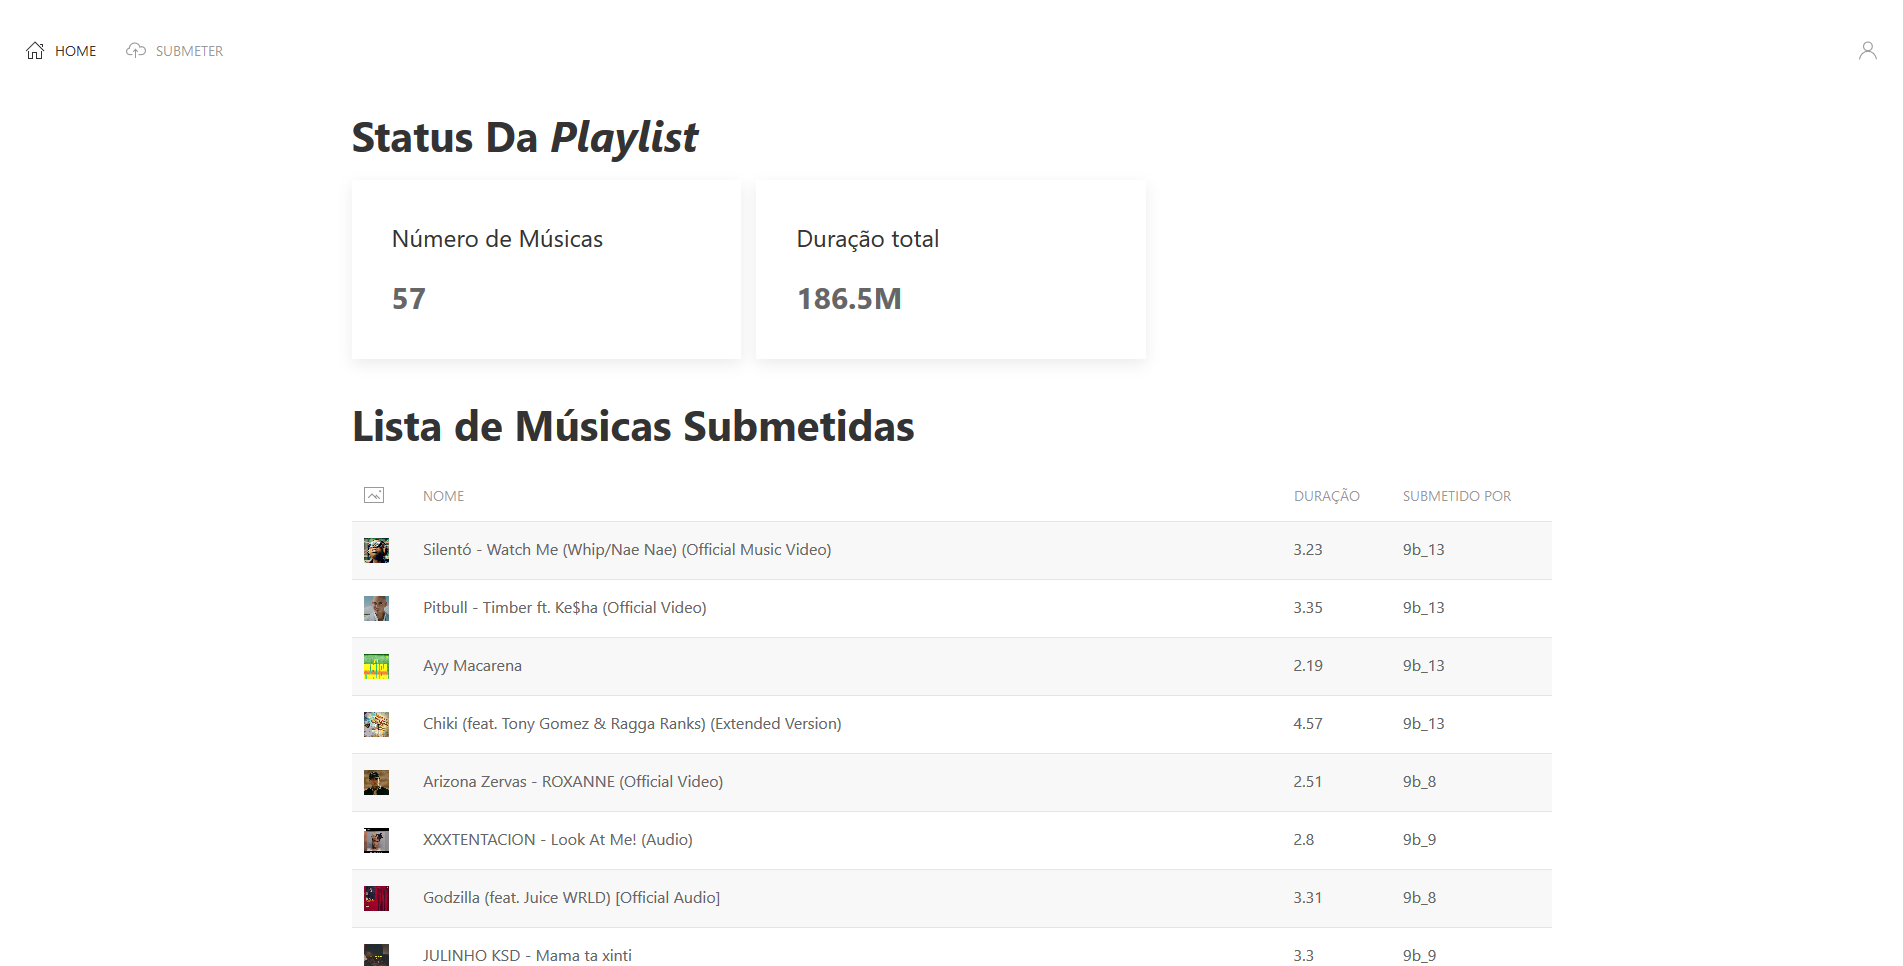 HOME SUBMETER
Status Da Playlist
Número de Músicas
57
Duração total
186.5M
Lista de Músicas Submetidas
NOME DURAÇÃO SUBMETIDO POR
Silentó - Watch Me (Whip/Nae Nae) (Official Music Video) 3.23 9b_13
Pitbull - Timber ft. Ke$ha (Official Video) 3.35 9b_13
Ayy Macarena 2.19 9b_13
Chiki (feat. Tony Gomez & Ragga Ranks) (Extended Version) 4.57 9b_13
Arizona Zervas - ROXANNE (Official Video) 2.51 9b_8
XXXTENTACION - Look At Me! (Audio) 2.8 9b_9
Godzilla (feat. Juice WRLD) [Official Audio] 3.31 9b_8
JULINHO KSD - Mama ta xinti 3.3 9b_9